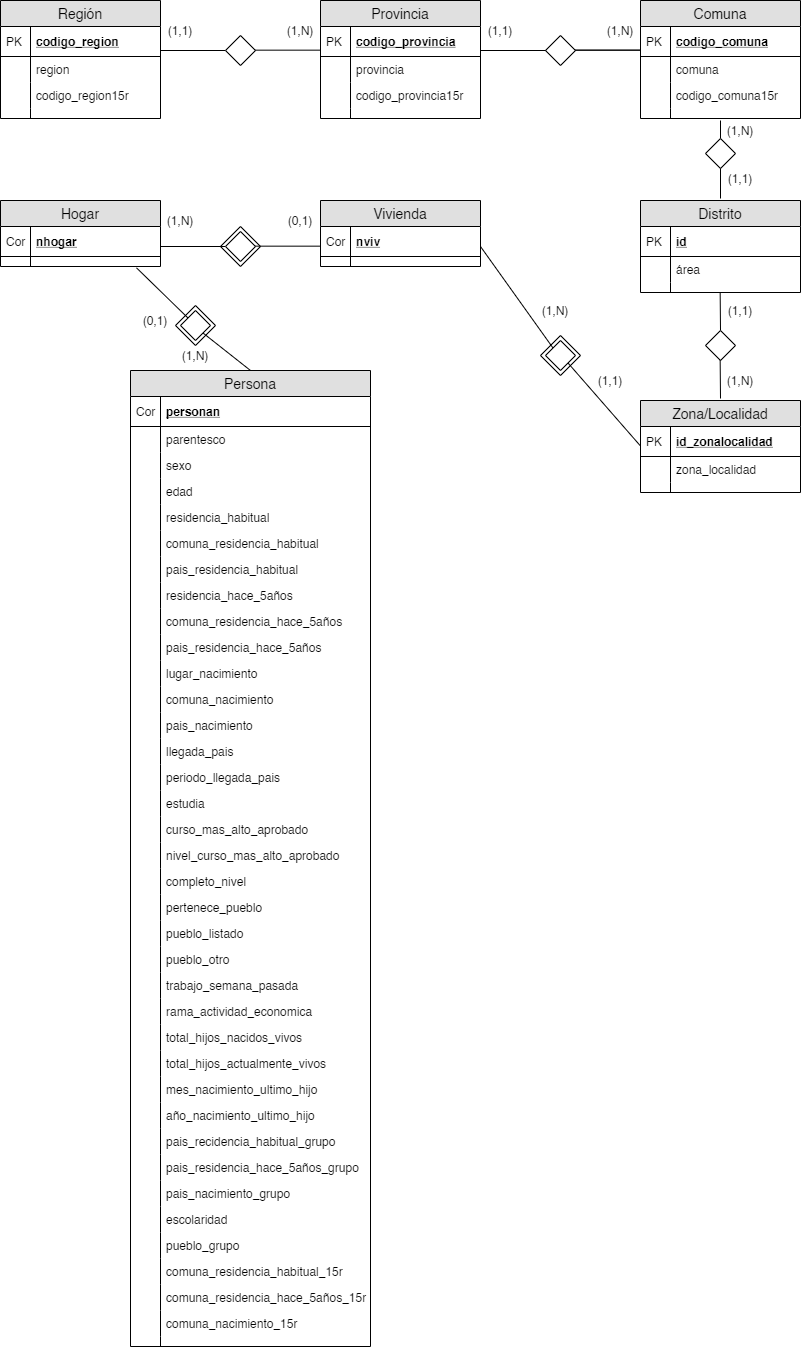 Región
PK codigo_region
region
codigo_region15r
(1,1)
(1,N)
Provincia
PK codigo_provincia
provincia
codigo_provincia15r
(1,1)
(1,N)
Comuna
PK codigo_comuna
comuna
codigo_comuna15r
(1,N)
(1,1)
Hogar
Cor nhogar
(1,N)
(0,1)
Vivienda
Cor nviv
Distrito
PK id
área
(1,1)
(1,N)
(1,N)
(1,1)
Zona/Localidad
PK id_zonalocalidad
zona_localidad
(0,1)
(1,N)
Persona
Cor personan
parentesco
sexo
edad
residencia_habitual
comuna_residencia_habitual
pais_residencia_habitual
residencia_hace_5años
comuna_residencia_hace_5años
pais_residencia_hace_5años
lugar_nacimiento
comuna_nacimiento
pais_nacimiento
llegada_pais
periodo_llegada_pais
estudia
curso_mas_alto_aprobado
nivel_curso_mas_alto_aprobado
completo_nivel
pertenece_pueblo
pueblo_listado
pueblo_otro
trabajo_semana_pasada
rama_actividad_economica
total_hijos_nacidos_vivos
total_hijos_actualmente_vivos
mes_nacimiento_ultimo_hijo
año_nacimiento_ultimo_hijo
pais_recidencia_habitual_grupo
pais_residencia_hace_5años_grupo
pais_nacimiento_grupo
escolaridad
pueblo_grupo
comuna_residencia_habitual_15r
comuna_residencia_hace_5años_15r
comuna_nacimiento_15r